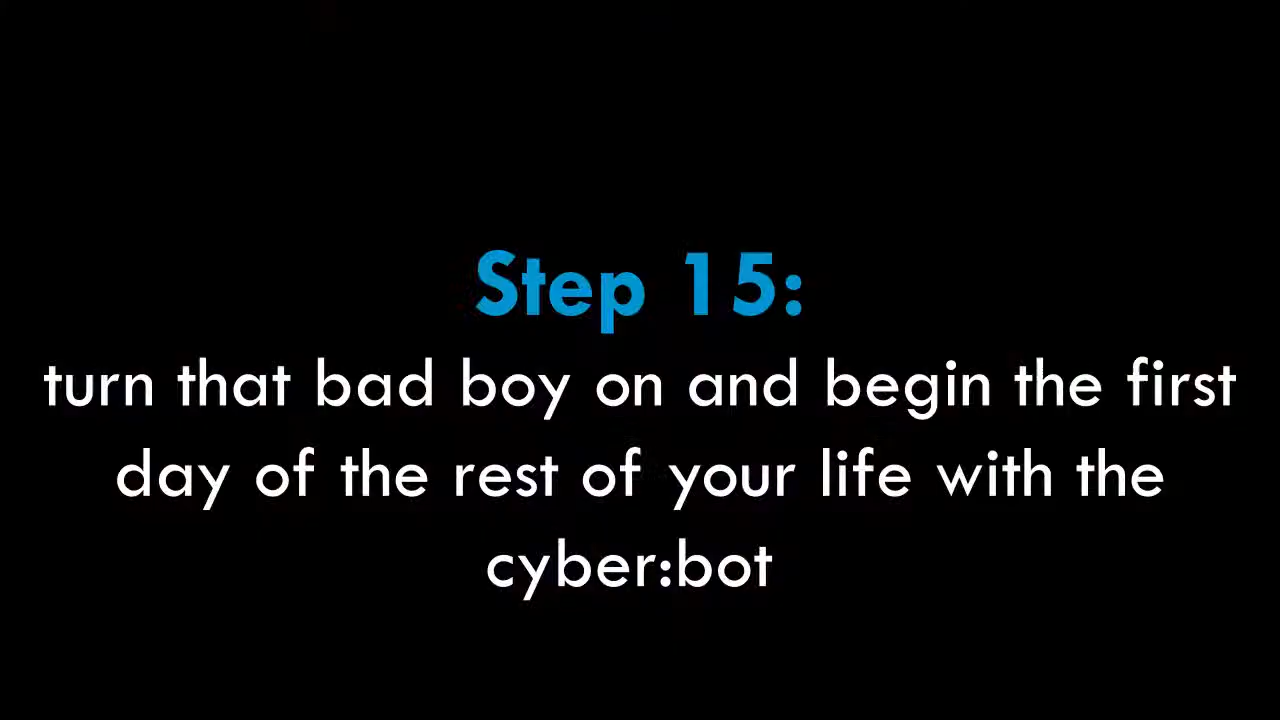 Step 15:
turn that bad boy on and begin the first
day of the rest of your life with the
cyber:bot